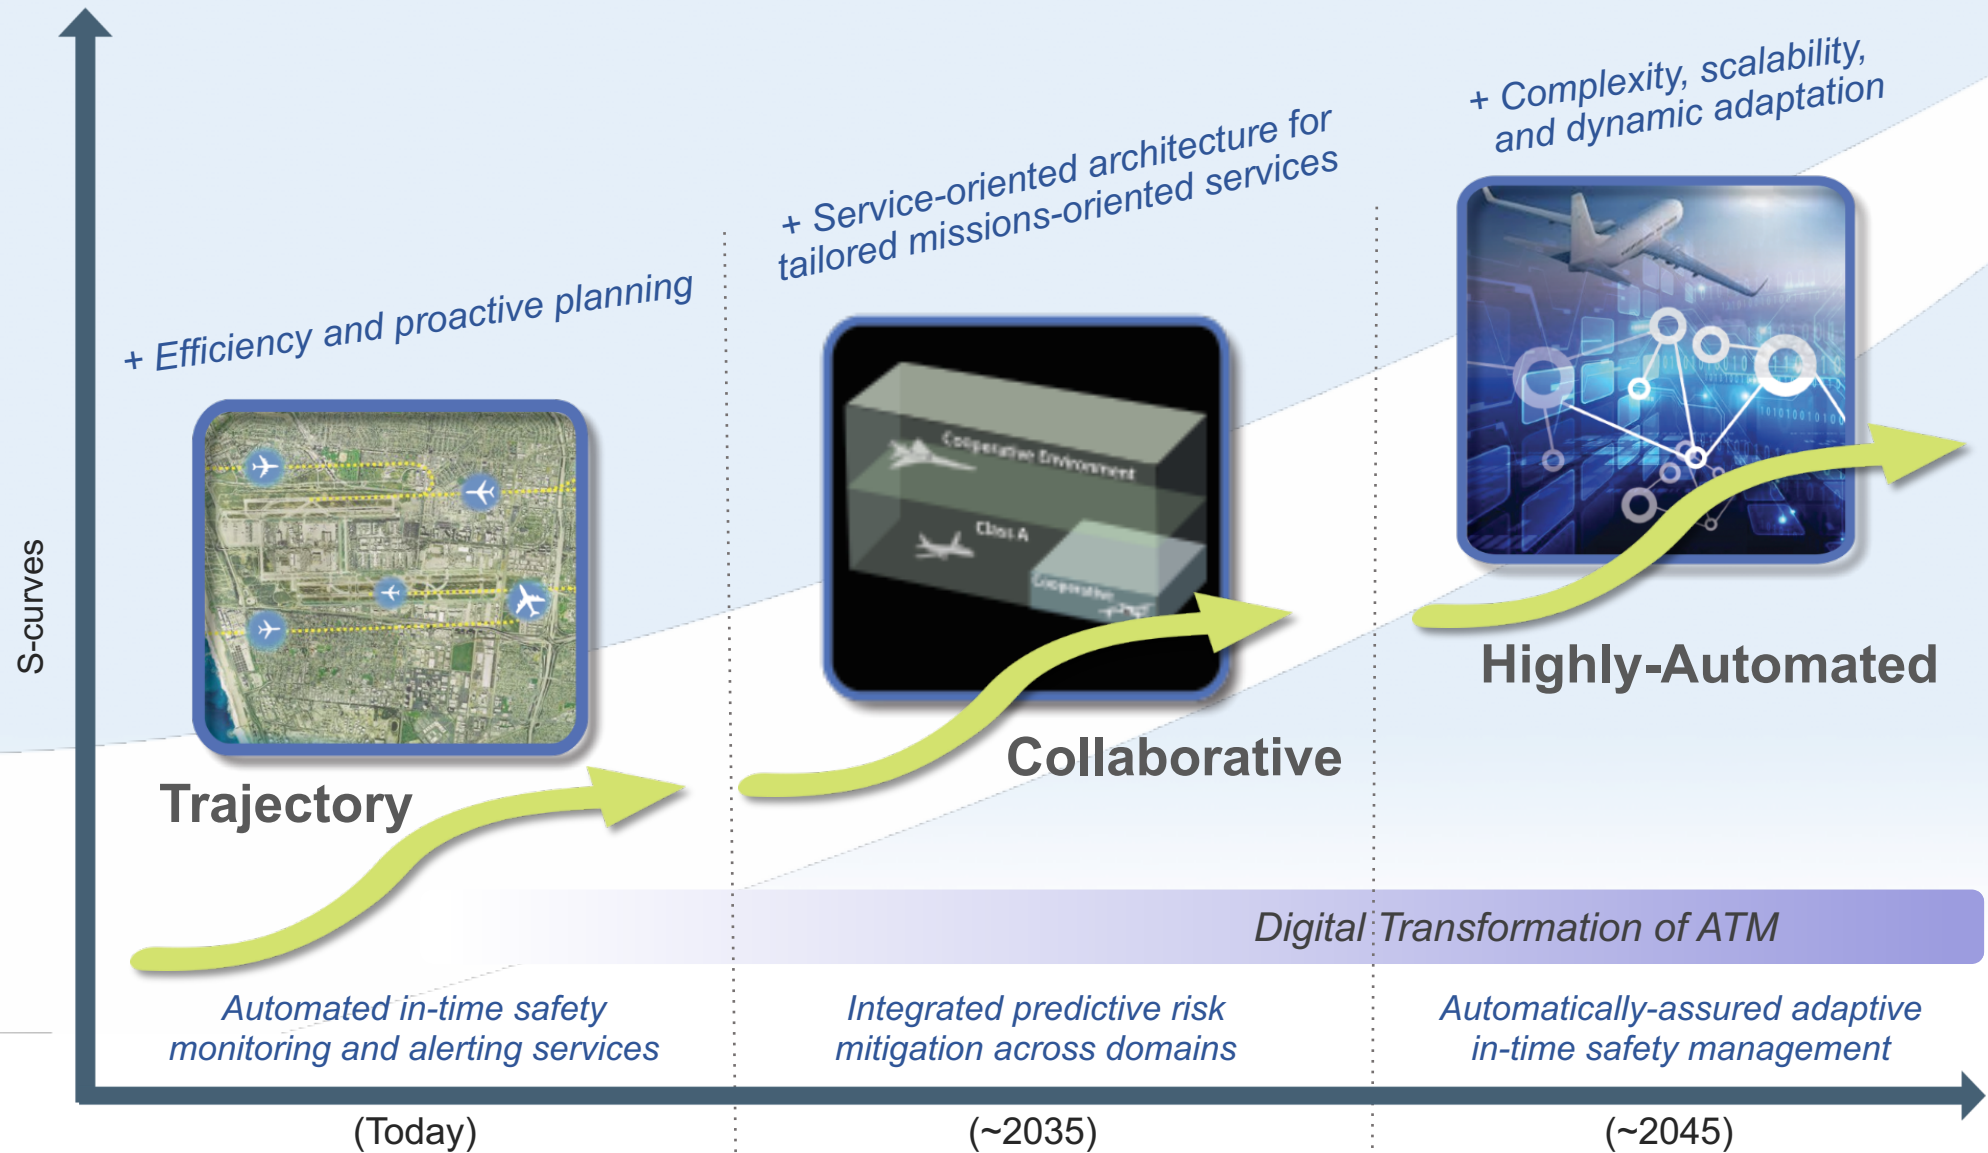 + Complexity, scalability,
and dynamic adaptation
+ Service-oriented architecture for
tailored missions-oriented services
+ Efficiency and proactive planning
Cooperative Environment
Class A
Cooperative
S-curves
Trajectory
Collaborative
Highly-Automated
Digital Transformation of ATM
Automated in-time safety
monitoring and alerting services
Integrated predictive risk
mitigation across domains
Automatically-assured adaptive
in-time safety management
(Today)
(~2035)
(~2045)